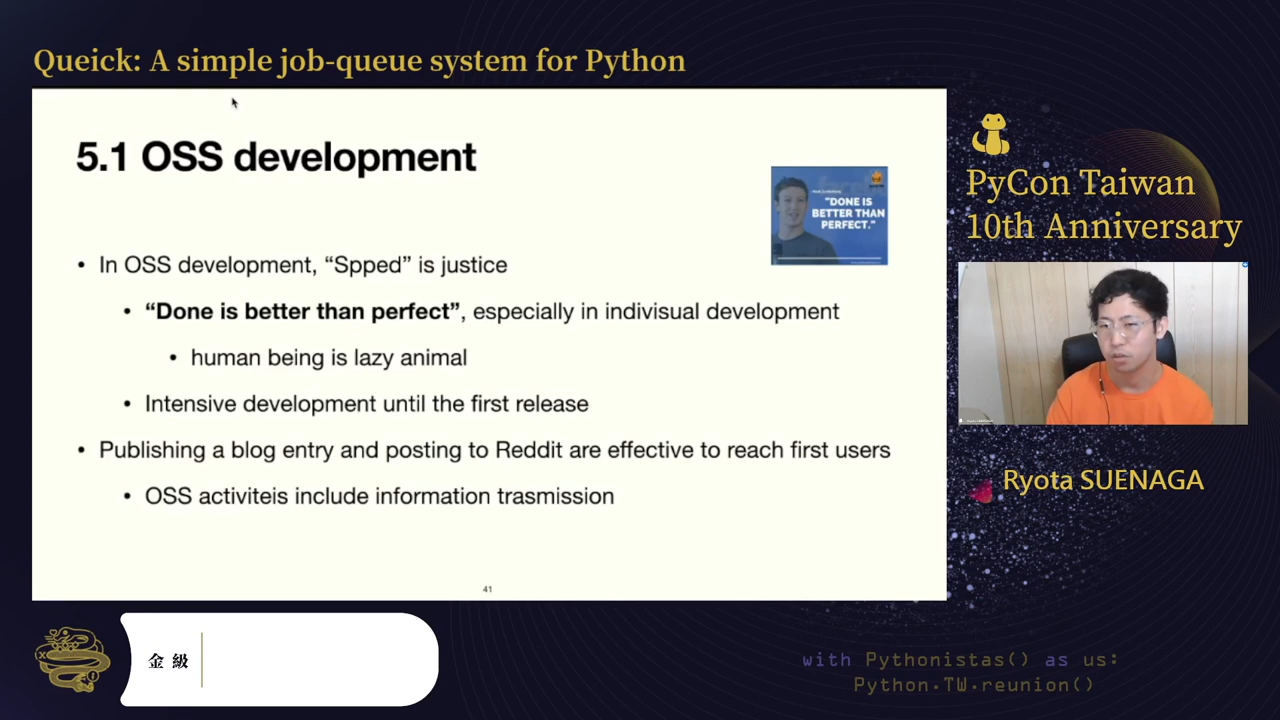 Queick: A simple job-queue system for Python
5.1 OSS development
"DONE IS
BETTER THAN
PERFECT."
• In OSS development, “Spped” is justice
• “Done is better than perfect”, especially in indivisual development
• human being is lazy animal
• Intensive development until the first release
• Publishing a blog entry and posting to Reddit are effective to reach first users
• OSS activiteis include information trasmission
41
PyCon Taiwan
10th Anniversary
Ryota SUENAGA
金級
with Pythonistas() as us:
Python.TW.reunion()